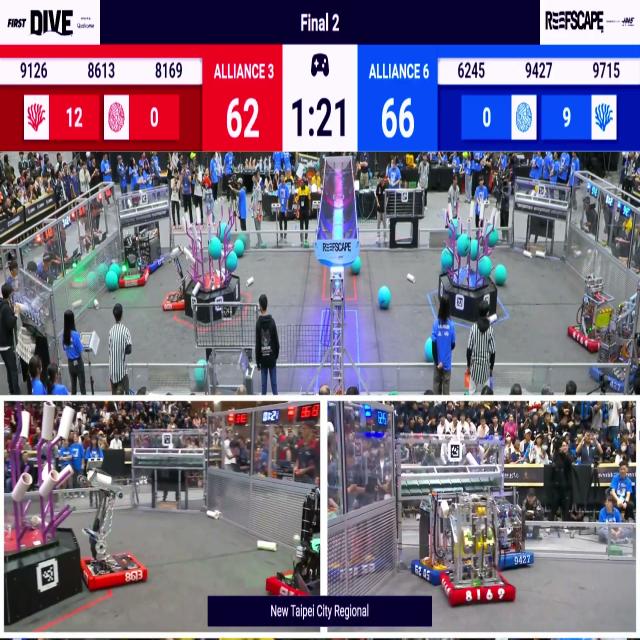 FIRST DIVE
Qualcomm
Final 2
REEFSCAPE
9126 8613 8169
ALLIANCE 3
ALLIANCE 6
6245 9427 9715
12 0
62
1:21
66
0 9
REEFSCAPE
8613
8169
9427
New Taipei City Regional